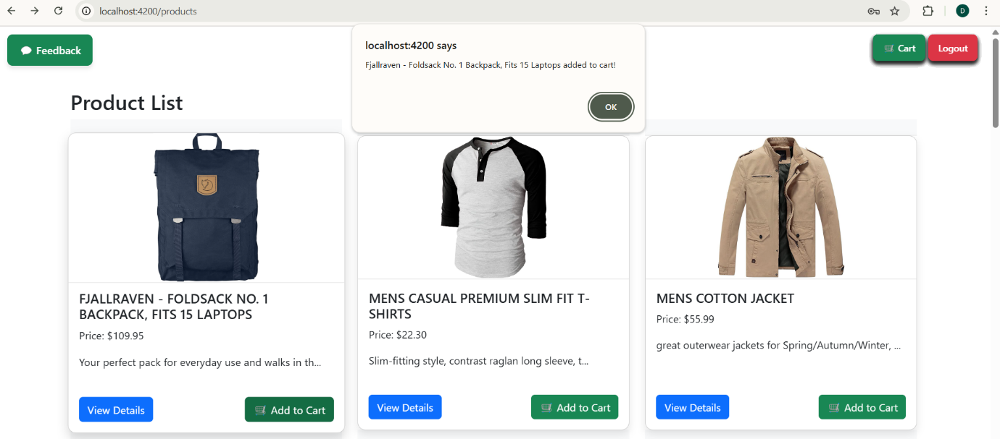 localhost:4200/products
D
Feedback
localhost:4200 says
Fjallraven - Foldsack No. 1 Backpack, Fits 15 Laptops added to cart!
OK
Cart
Logout
Product List
FJALLRAVEN - FOLDSACK NO. 1
BACKPACK, FITS 15 LAPTOPS
Price: $109.95
Your perfect pack for everyday use and walks in th...
View Details
Add to Cart
MENS CASUAL PREMIUM SLIM FIT T-
SHIRTS
Price: $22.30
Slim-fitting style, contrast raglan long sleeve, t...
View Details
Add to Cart
MENS COTTON JACKET
Price: $55.99
great outerwear jackets for Spring/Autumn/Winter, ...
View Details
Add to Cart